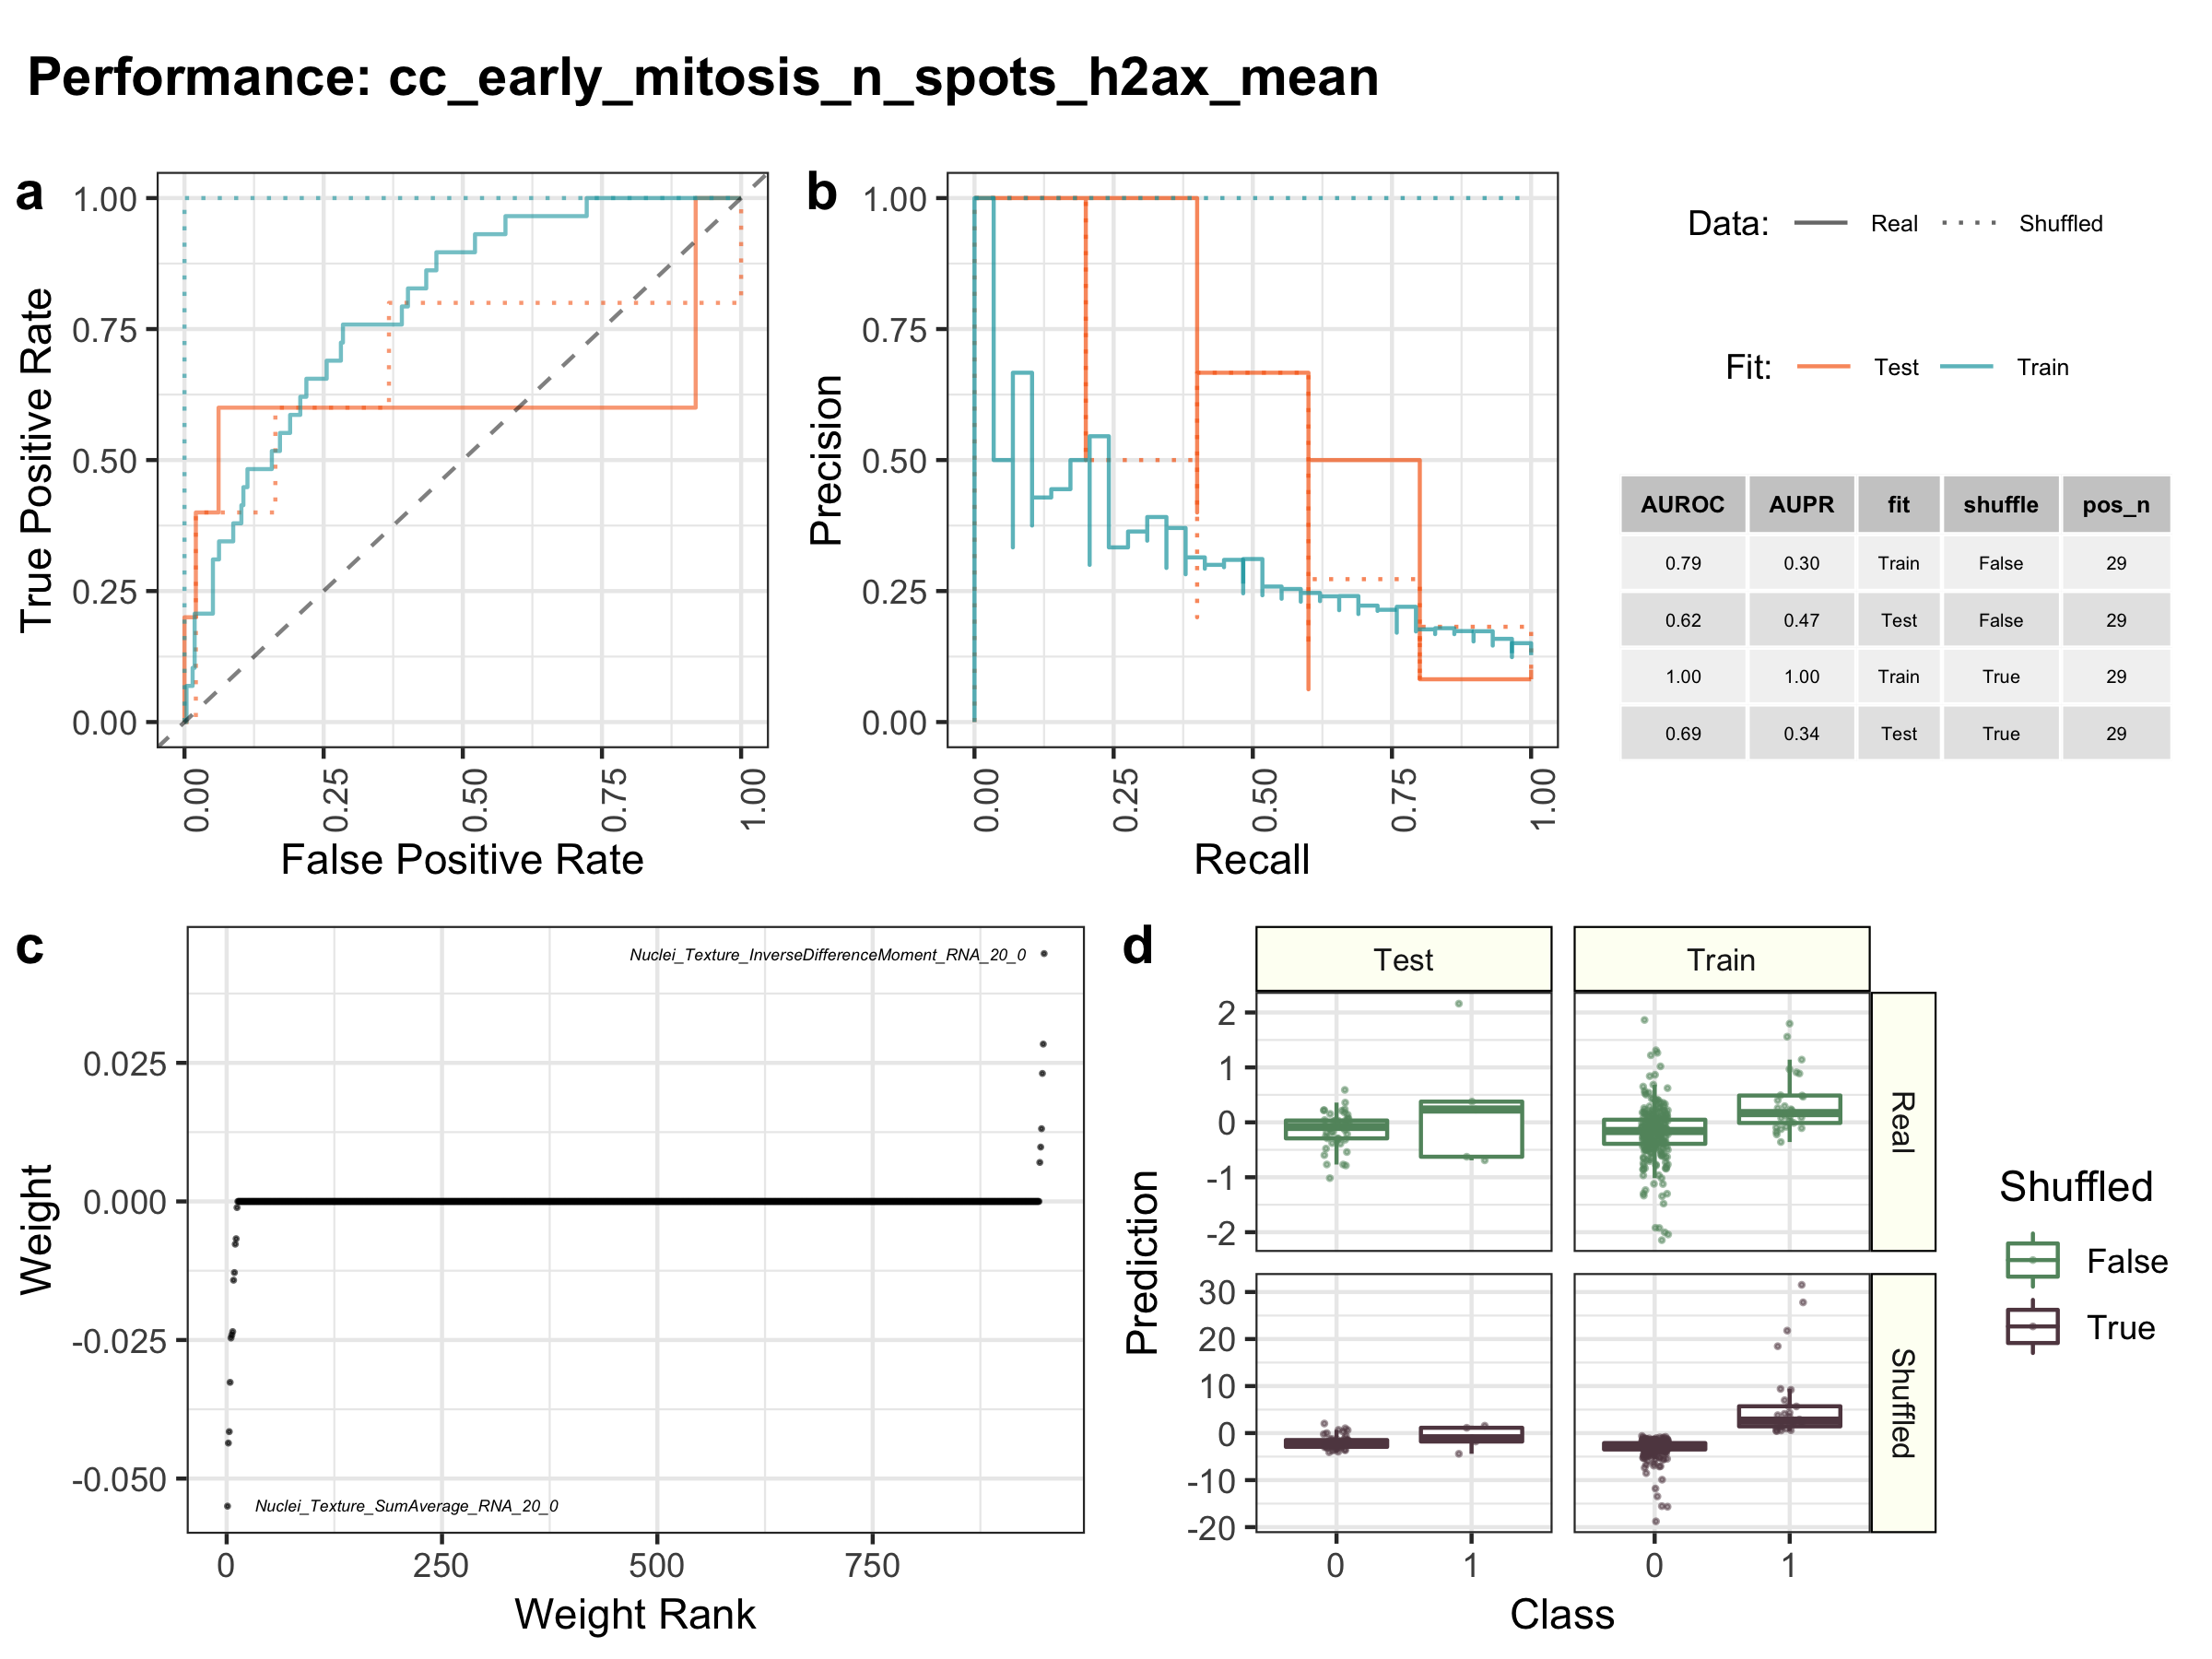 Performance: cc_early_mitosis_n_spots_h2ax_mean
a
1.00
0.75
0.50
0.25
0.00
True Positive Rate
0.00
0.25
0.50
0.75
1.00
False Positive Rate
b
1.00
0.75
0.50
0.25
0.00
Precision
0.00
0.25
0.50
0.75
1.00
Recall
Data: Real Shuffled
Fit: Test Train
AUROC AUPR fit shuffle pos_n
0.79 0.30 Train False 29
0.62 0.47 Test False 29
1.00 1.00 Train True 29
0.69 0.34 Test True 29
c
Nuclei_Texture_InverseDifferenceMoment_RNA_20_0
0.025
0.000
-0.025
-0.050
Weight
Nuclei_Texture_SumAverage_RNA_20_0
0
250
500
750
Weight Rank
d
Test
Train
2
1
0
-1
-2
Real
30
20
10
0
-10
-20
Shuffled
Prediction
0
1
0
1
Class
Shuffled
False
True